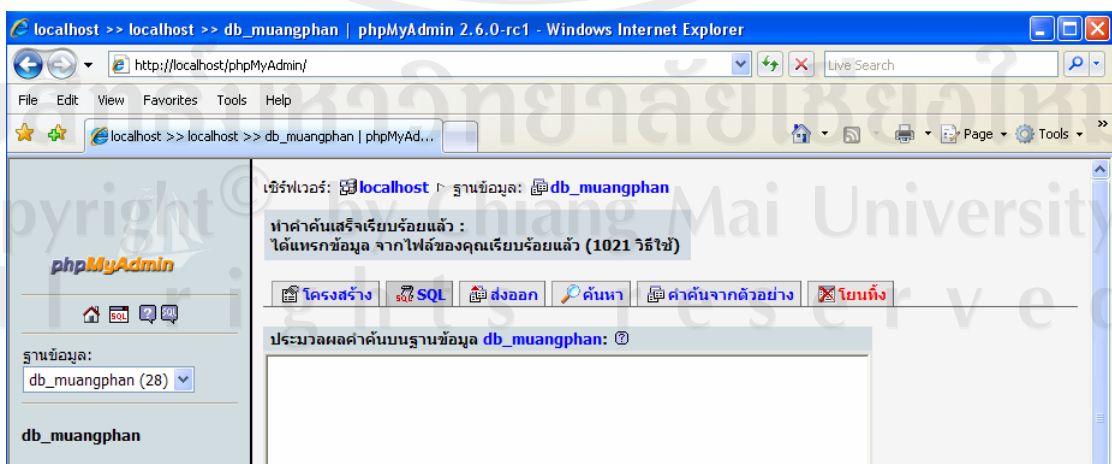 localhost >> localhost >> db_muangphan | phpMyAdmin 2.6.0-rc1 - Windows Internet Explorer
http://localhost/phpMyAdmin/
Live Search
File Edit View Favorites Tools Help
localhost >> localhost >> db_muangphan | phpMyAd...
Page Tools
เซิร์ฟเวอร์: localhost ฐานข้อมูล: db_muangphan
ทำคำค้นเสร็จเรียบร้อยแล้ว :
ได้แทรกข้อมูล จากไฟล์ของคุณเรียบร้อยแล้ว (1021 วิธีใช้)
phpMyAdmin
โครงสร้าง SQL ส่งออก ค้นหา คำค้นจากตัวอย่าง โยนทิ้ง
ฐานข้อมูล:
db_muangphan (28)
ประมวลผลคำค้นบนฐานข้อมูล db_muangphan:
db_muangphan
pyright© by Chiang Mai University
rights reserve